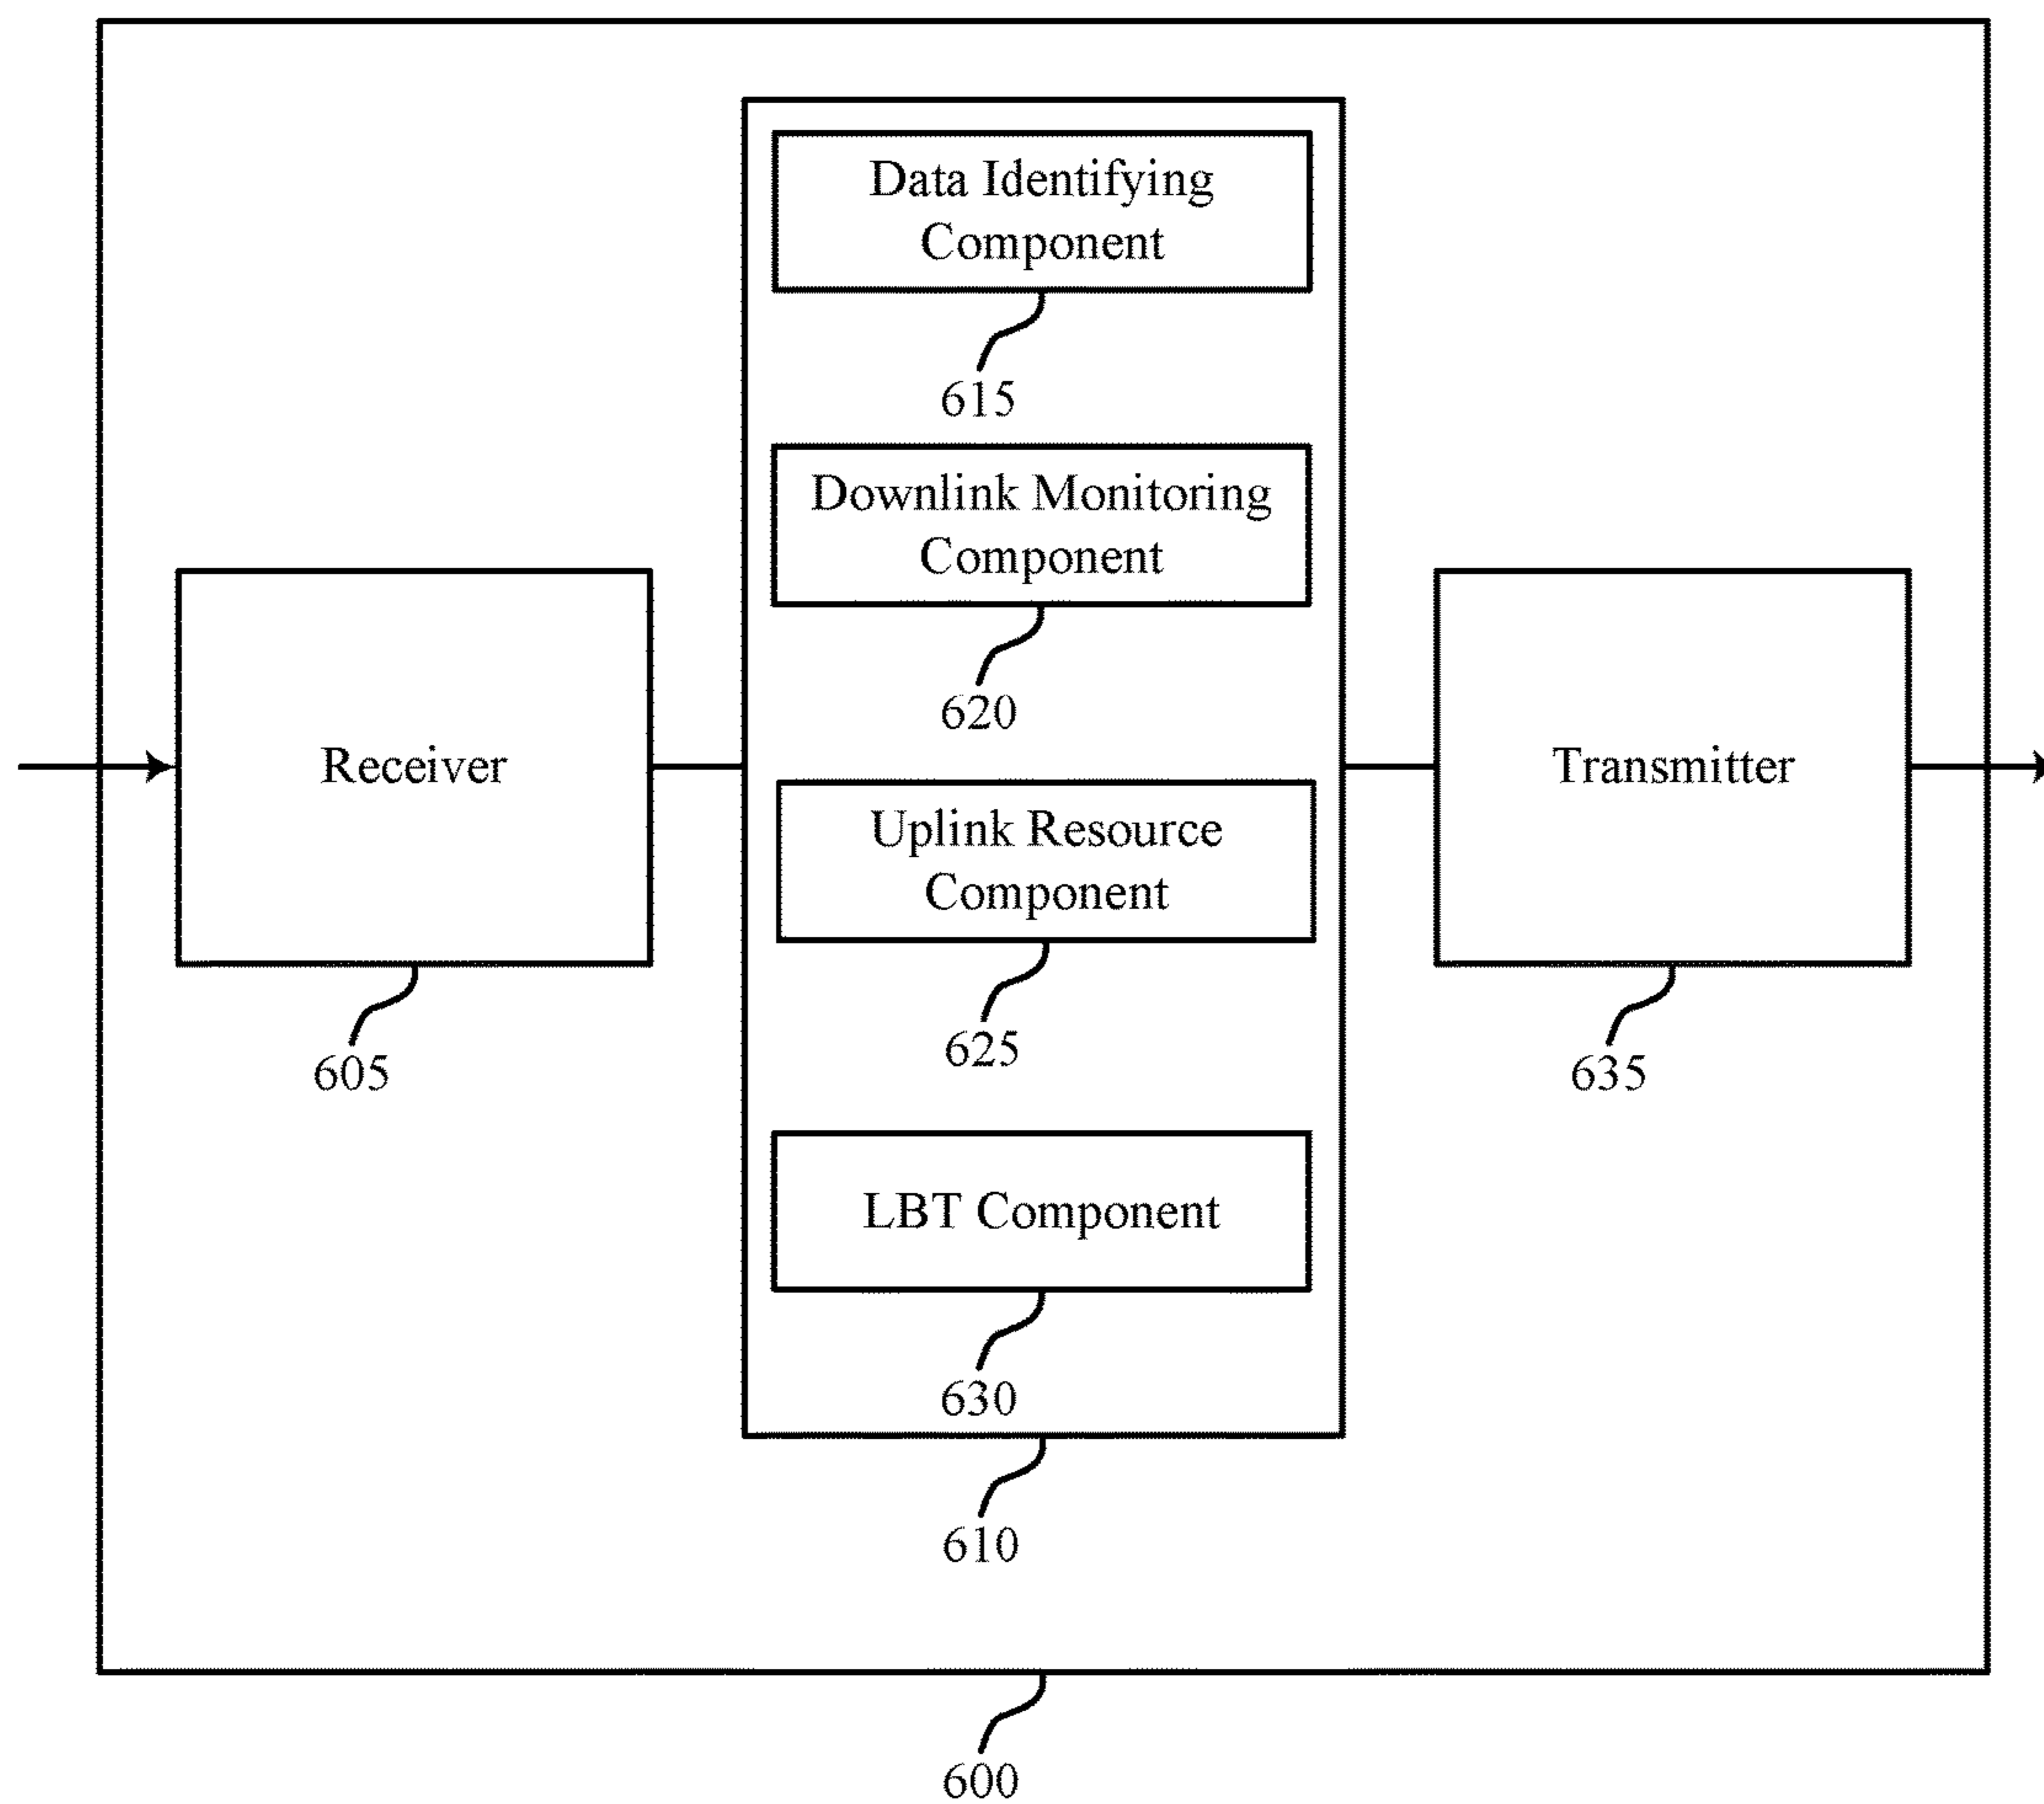 Data Identifying
Component
615
Downlink Monitoring
Component
620
Receiver
605
Uplink Resource
Component
625
Transmitter
635
LBT Component
630
610
600